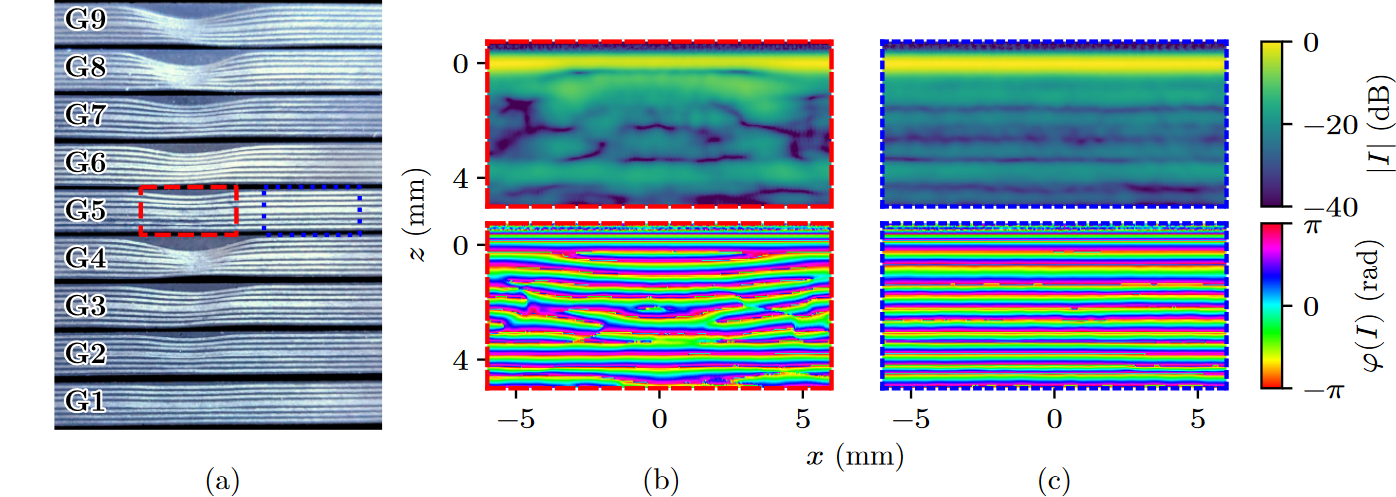 G9
G8
G7
G6
G5
G4
G3
G2
G1
(a)
z (mm)
0
4
0
4
−5
0
5
(b)
−5
0
5
(c)
x (mm)
0
−20
−40
|I| (dB)
π
0
−π
φ(I) (rad)